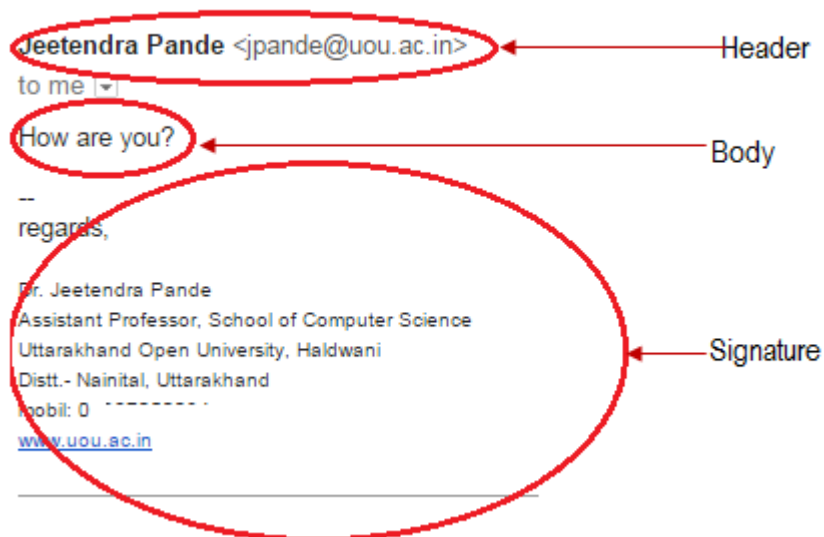 Jeetendra Pande <jpande@uou.ac.in>
Header
to me
How are you?
Body
--
regards,
Dr. Jeetendra Pande
Assistant Professor, School of Computer Science
Uttarakhand Open University, Haldwani
Signature
Distt.- Nainital, Uttarakhand
mobil: 0
www.uou.ac.in